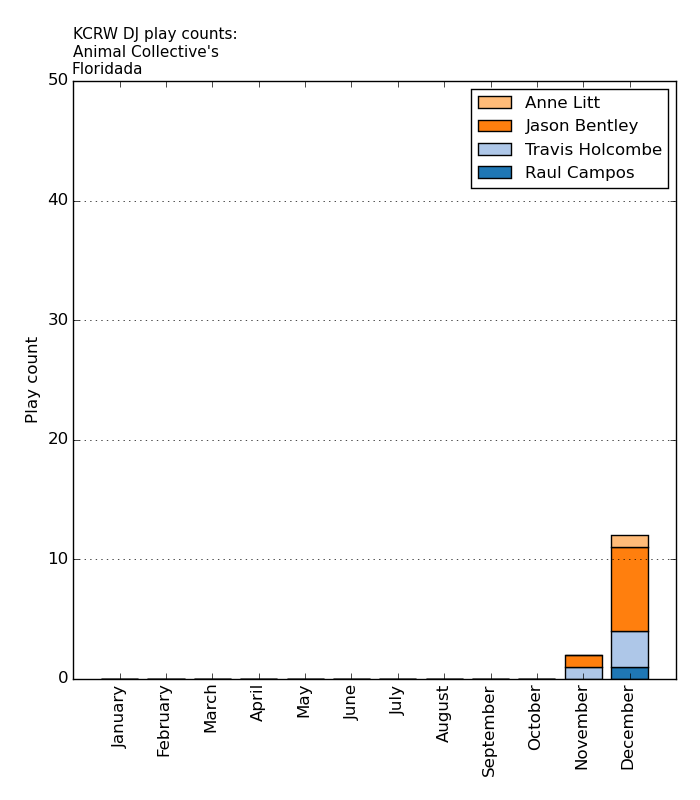 KCRW DJ play counts:
Animal Collective's
Floridada
50
40
30
20
10
0
Play count
Anne Litt
Jason Bentley
Travis Holcombe
Raul Campos
January
February
March
April
May
June
July
August
September
October
November
December